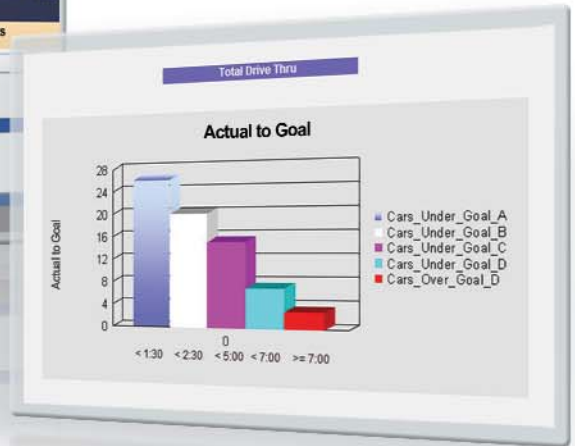 s
Total Drive Thru
Actual to Goal
Actual to Goal
28
24
20
16
12
8
4
0
0
< 1:30 < 2:30 < 5:00 < 7:00 >= 7:00
Cars_Under_Goal_A
Cars_Under_Goal_B
Cars_Under_Goal_C
Cars_Under_Goal_D
Cars_Over_Goal_D